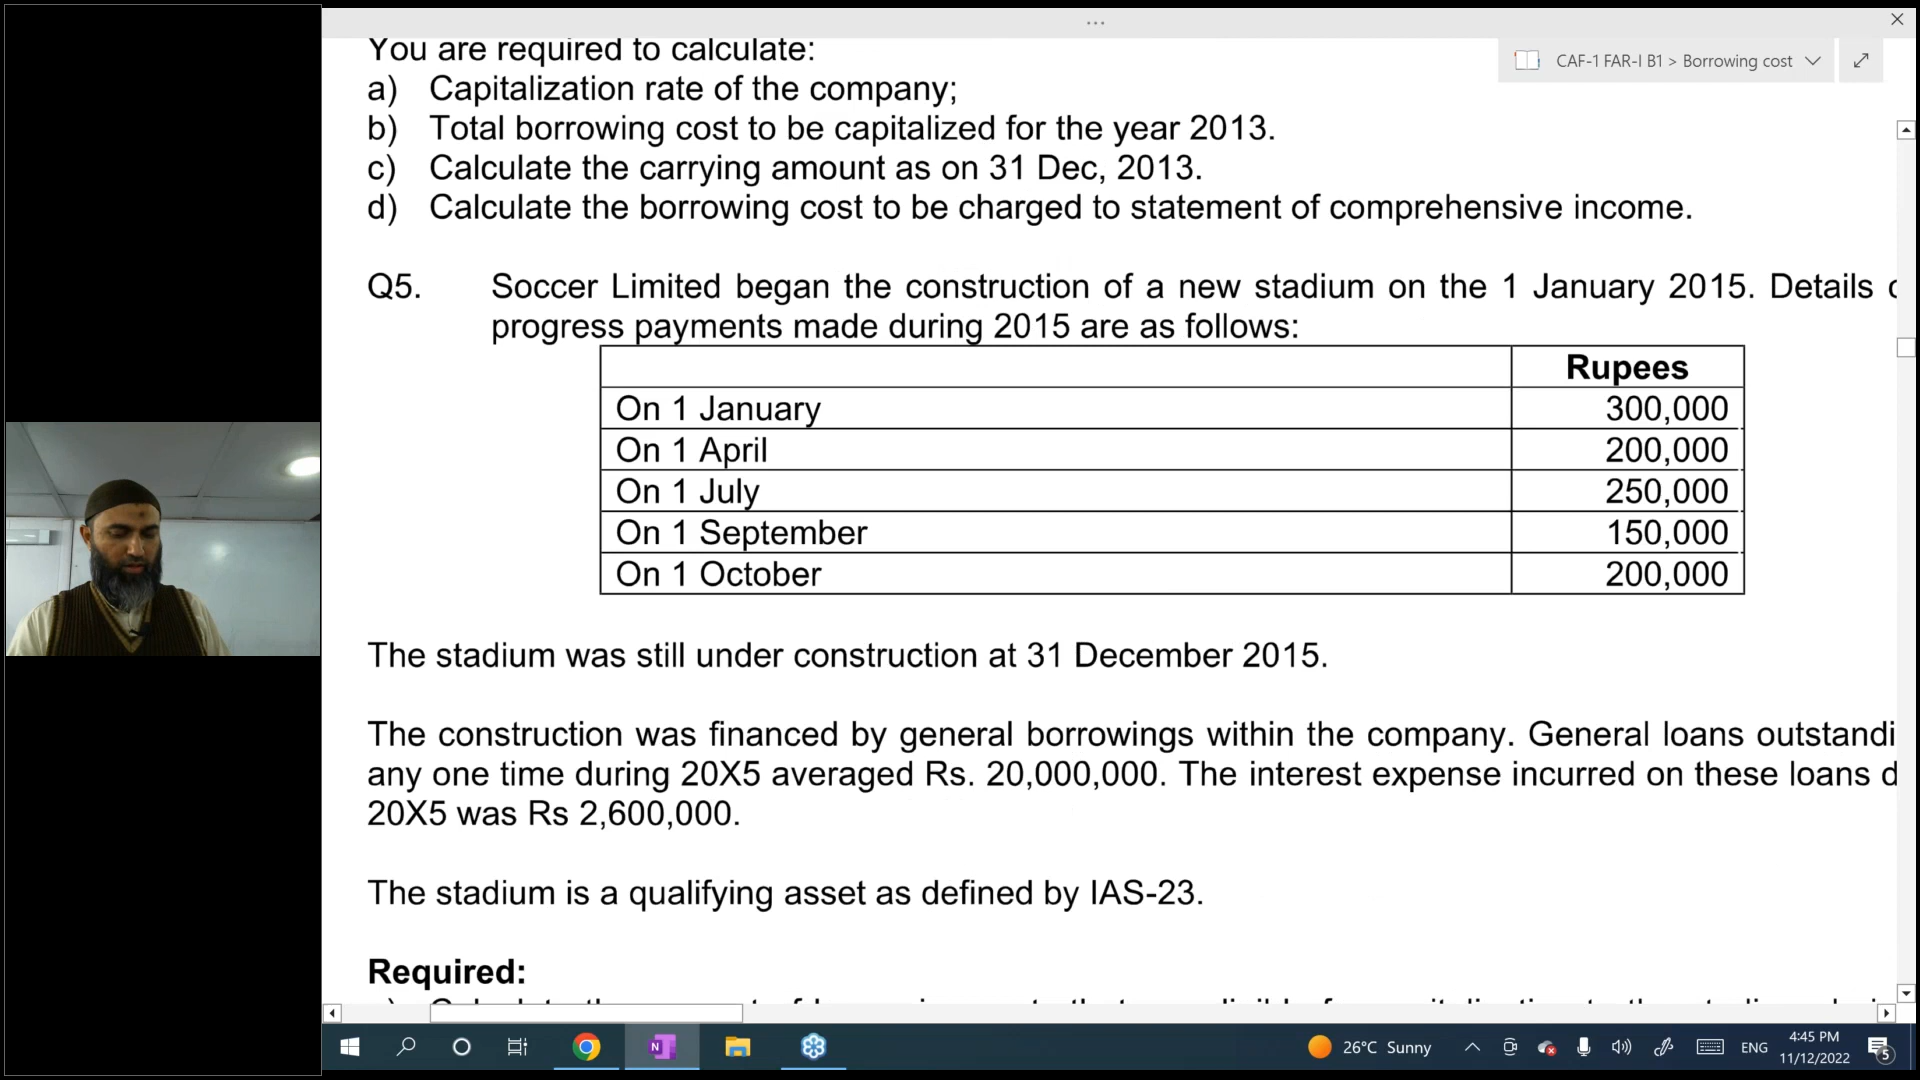 ...
CAF-1 FAR-I B1 > Borrowing cost
You are required to calculate:
a) Capitalization rate of the company;
b) Total borrowing cost to be capitalized for the year 2013.
c) Calculate the carrying amount as on 31 Dec, 2013.
d) Calculate the borrowing cost to be charged to statement of comprehensive income.
Q5. Soccer Limited began the construction of a new stadium on the 1 January 2015. Details
progress payments made during 2015 are as follows:
Rupees
On 1 January 300,000
On 1 April 200,000
On 1 July 250,000
On 1 September 150,000
On 1 October 200,000
The stadium was still under construction at 31 December 2015.
The construction was financed by general borrowings within the company. General loans outstandi
any one time during 20X5 averaged Rs. 20,000,000. The interest expense incurred on these loans d
20X5 was Rs 2,600,000.
The stadium is a qualifying asset as defined by IAS-23.
Required:
26°C Sunny
ENG
4:45 PM
11/12/2022
5